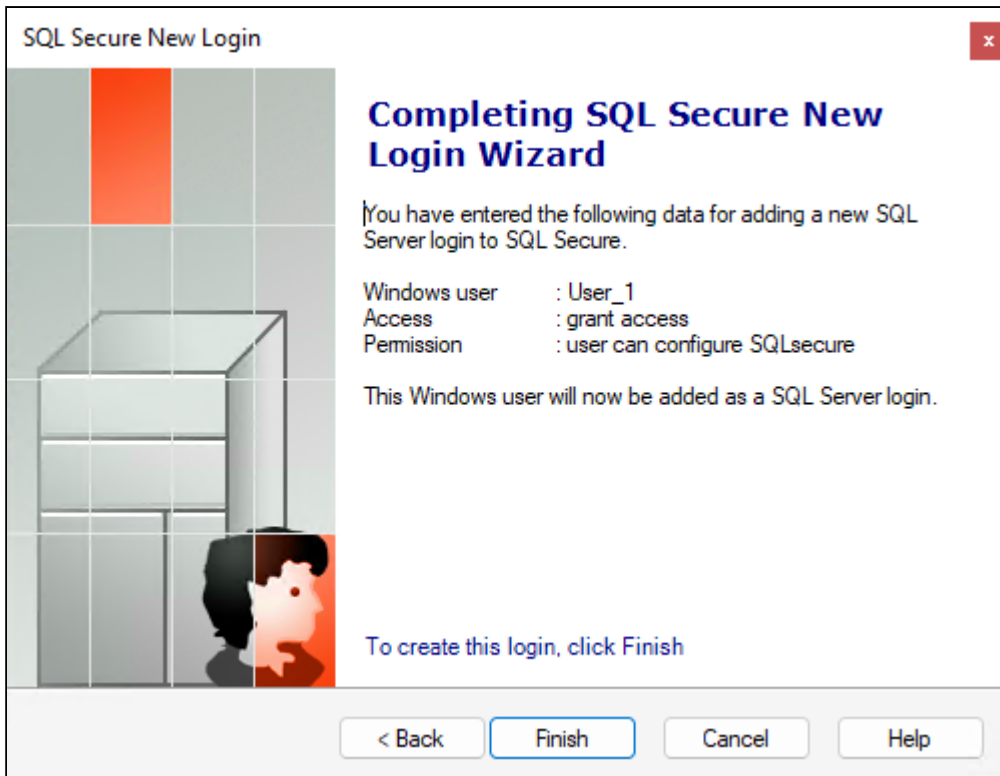 SQL Secure New Login
x
Completing SQL Secure New
Login Wizard
You have entered the following data for adding a new SQL
Server login to SQL Secure.
Windows user : User_1
Access : grant access
Permission : user can configure SQLsecure
This Windows user will now be added as a SQL Server login.
To create this login, click Finish
< Back Finish Cancel Help